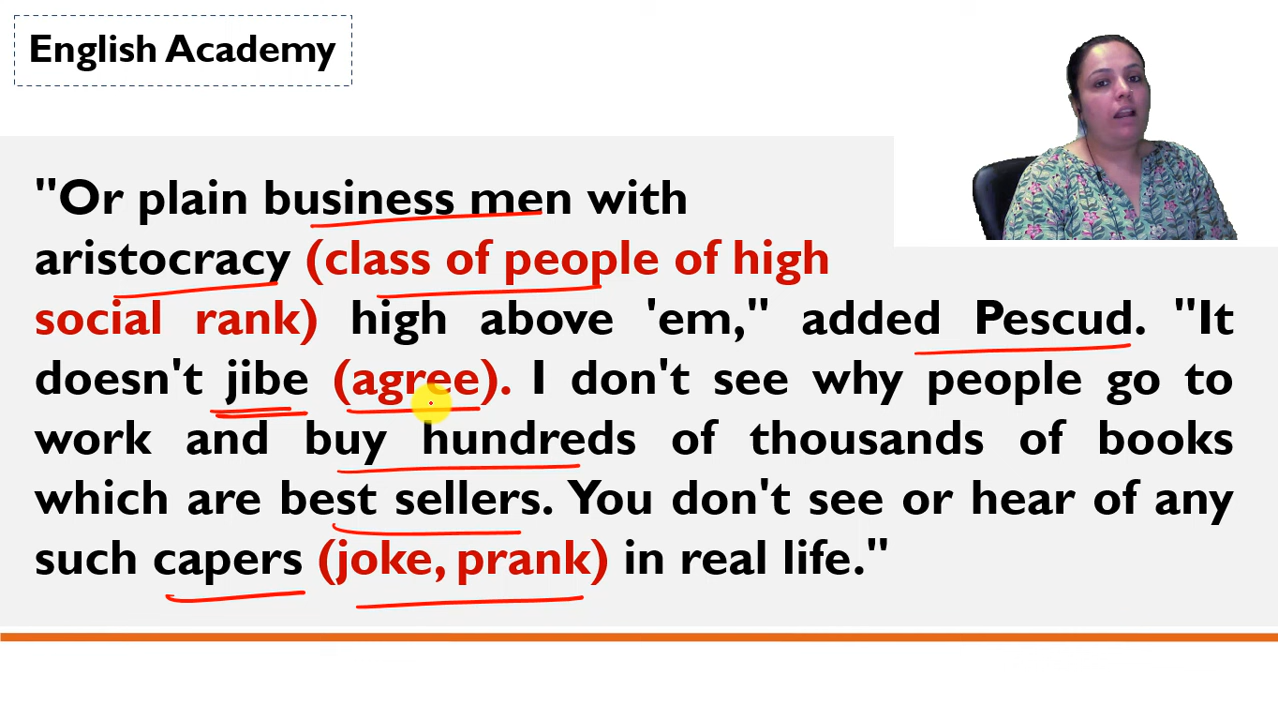 English Academy
"Or plain business men with
aristocracy (class of people of high
social rank) high above 'em," added Pescud. "It
doesn't jibe (agree). I don't see why people go to
work and buy hundreds of thousands of books
which are best sellers. You don't see or hear of any
such capers (joke, prank) in real life."